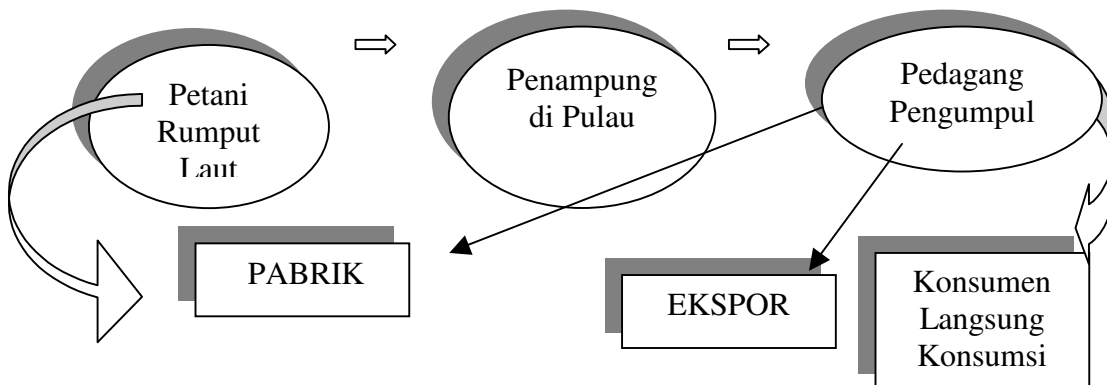 Petani
Rumput
Laut
Penampung
di Pulau
Pedagang
Pengumpul
PABRIK
EKSPOR
Konsumen
Langsung
Konsumsi